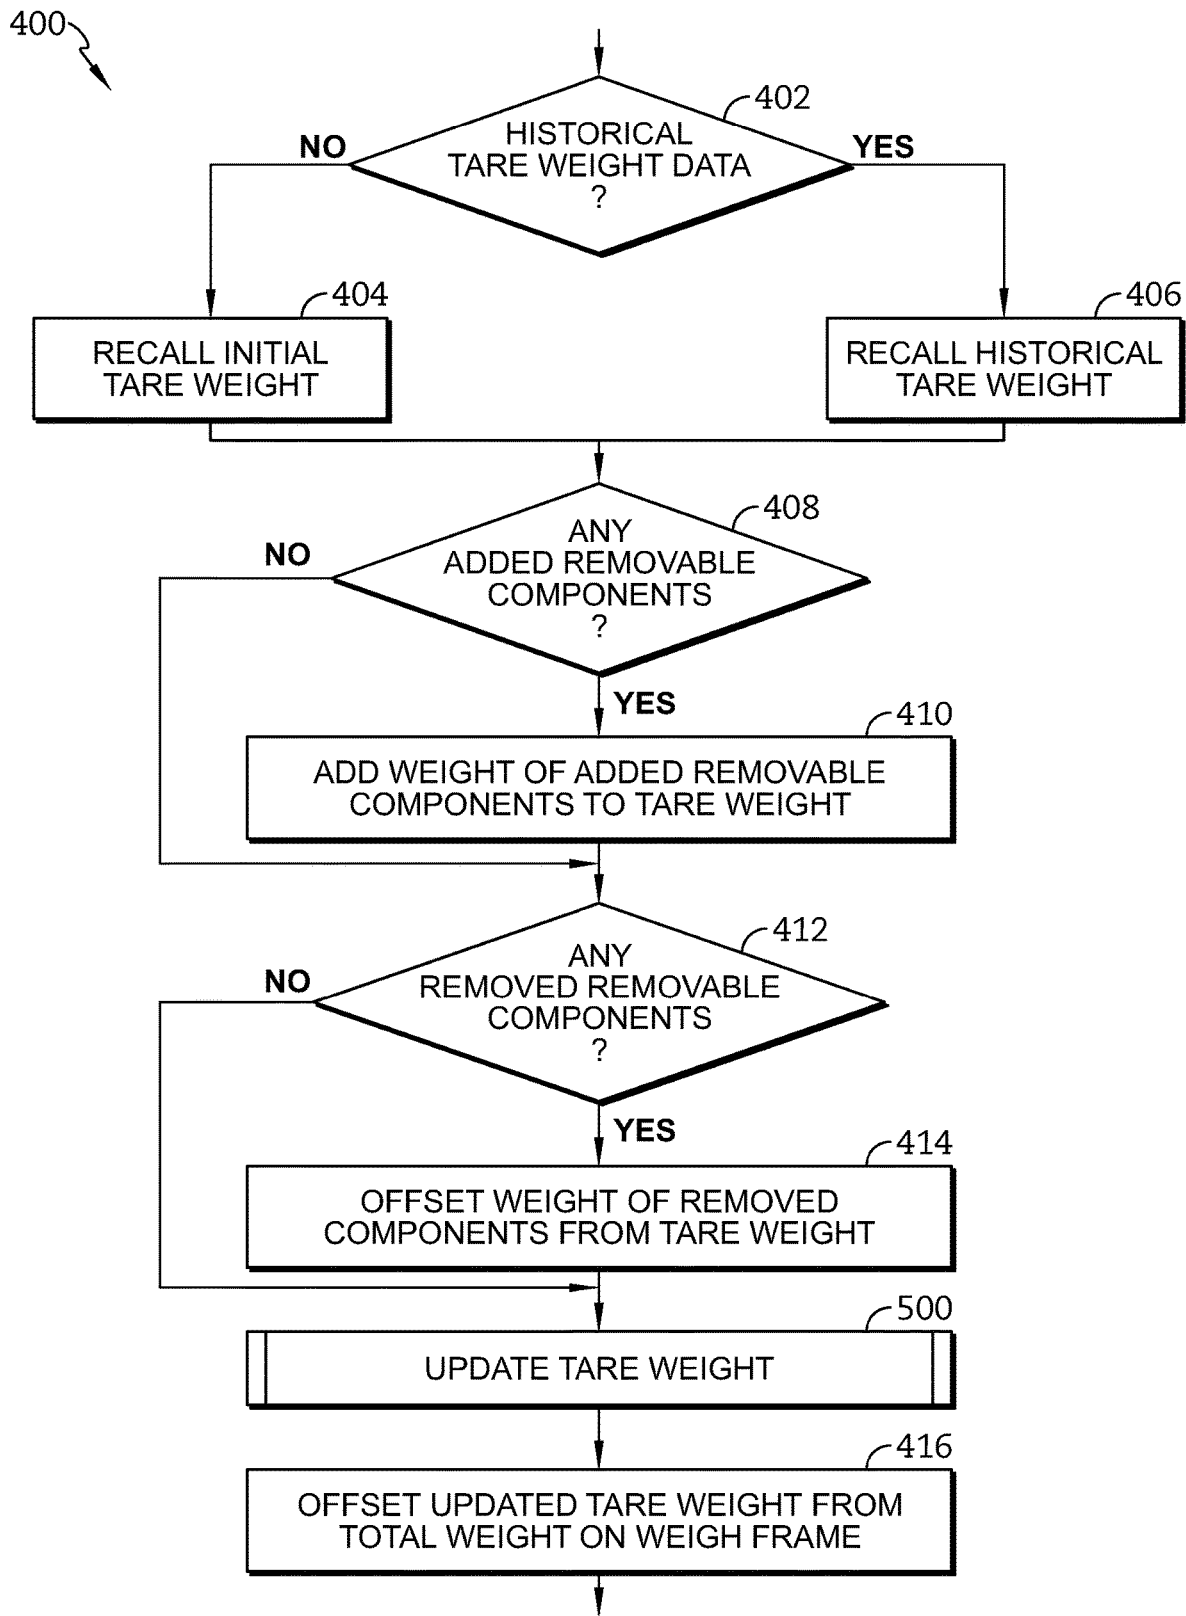 400
402
HISTORICAL
TARE WEIGHT DATA
?
NO
YES
404
RECALL INITIAL
TARE WEIGHT
406
RECALL HISTORICAL
TARE WEIGHT
408
ANY
ADDED REMOVABLE
COMPONENTS
?
NO
YES
410
ADD WEIGHT OF ADDED REMOVABLE
COMPONENTS TO TARE WEIGHT
412
ANY
REMOVED REMOVABLE
COMPONENTS
?
NO
YES
414
OFFSET WEIGHT OF REMOVED
COMPONENTS FROM TARE WEIGHT
500
UPDATE TARE WEIGHT
416
OFFSET UPDATED TARE WEIGHT FROM
TOTAL WEIGHT ON WEIGH FRAME